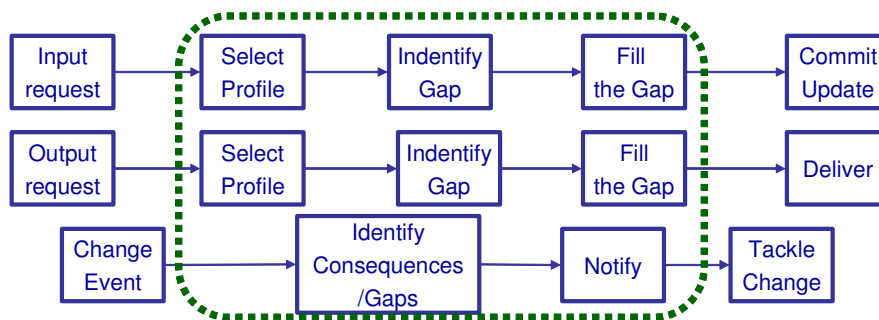 Input
request
Select
Profile
Indentify
Gap
Fill
the Gap
Commit
Update
Output
request
Select
Profile
Indentify
Gap
Fill
the Gap
Deliver
Change
Event
Identify
Consequences
/Gaps
Notify
Tackle
Change